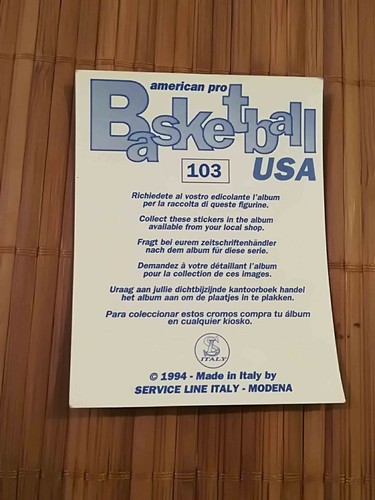 american pro
Basketball
103
USA
Richiedete al vostro edicolante l'album
per la raccolta di queste figurine.
Collect these stickers in the album
available from your local shop.
Fragt bei eurem zeitschriftenhändler
nach dem album für diese serie.
Demandez à votre détaillant l'album
pour la collection de ces images.
Uraag aan jullie dichtbijzijnde kantoorboek handel
het album aan om de plaatjes in te plakken.
Para coleccionar estos cromos compra tu álbum
en cualquier kiosko.
ITALY
© 1994 - Made in Italy by
SERVICE LINE ITALY - MODENA